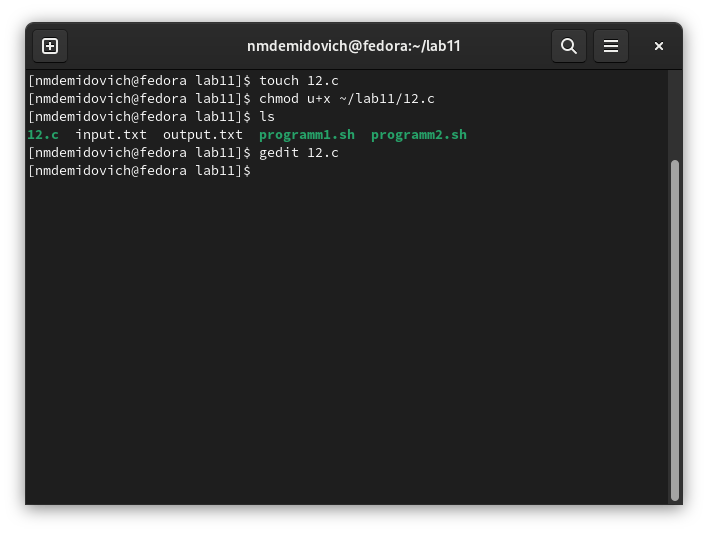 nmdemidovich@fedora:~/lab11
[nmdemidovich@fedora lab11]$ touch 12.c
[nmdemidovich@fedora lab11]$ chmod u+x ~/lab11/12.c
[nmdemidovich@fedora lab11]$ ls
12.c  input.txt  output.txt  programm1.sh  programm2.sh
[nmdemidovich@fedora lab11]$ gedit 12.c
[nmdemidovich@fedora lab11]$